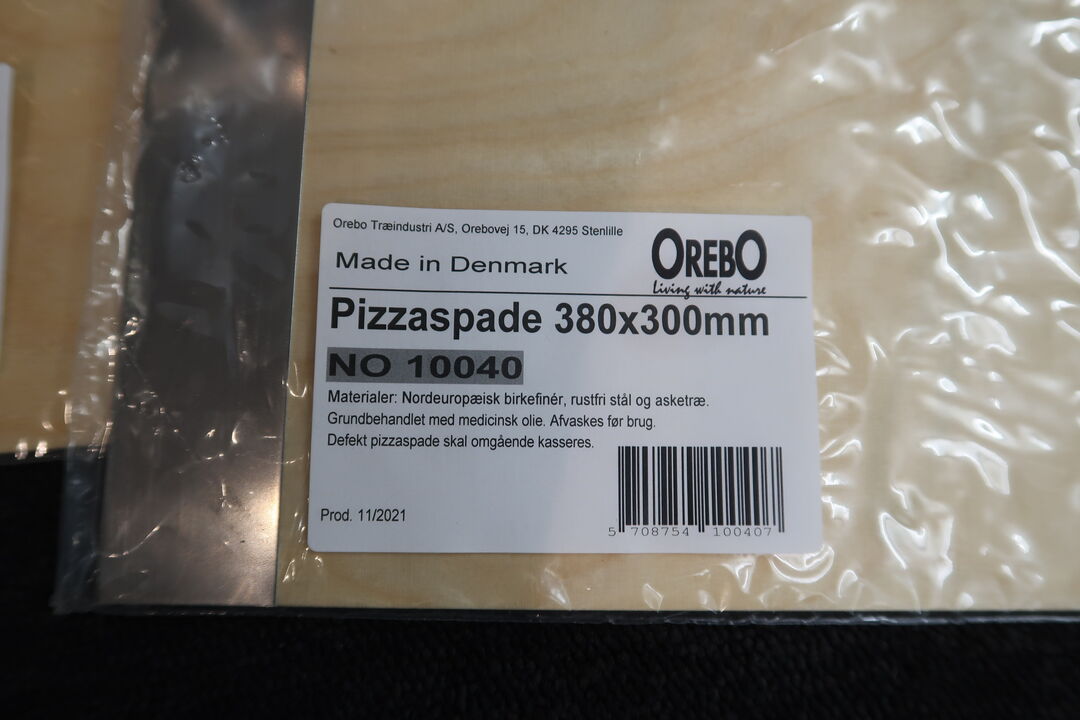 Orebo Træindustri A/S, Orebovej 15, DK 4295 Stenlille
OREBO
Living with nature
Made in Denmark
Pizzaspade 380x300mm
NO 10040
Materialer: Nordeuropæisk birkefinér, rustfri stål og asketræ.
Grundbehandlet med medicinsk olie. Afvaskes før brug.
Defekt pizzaspade skal omgående kasseres.
Prod. 11/2021
5 708754 100407